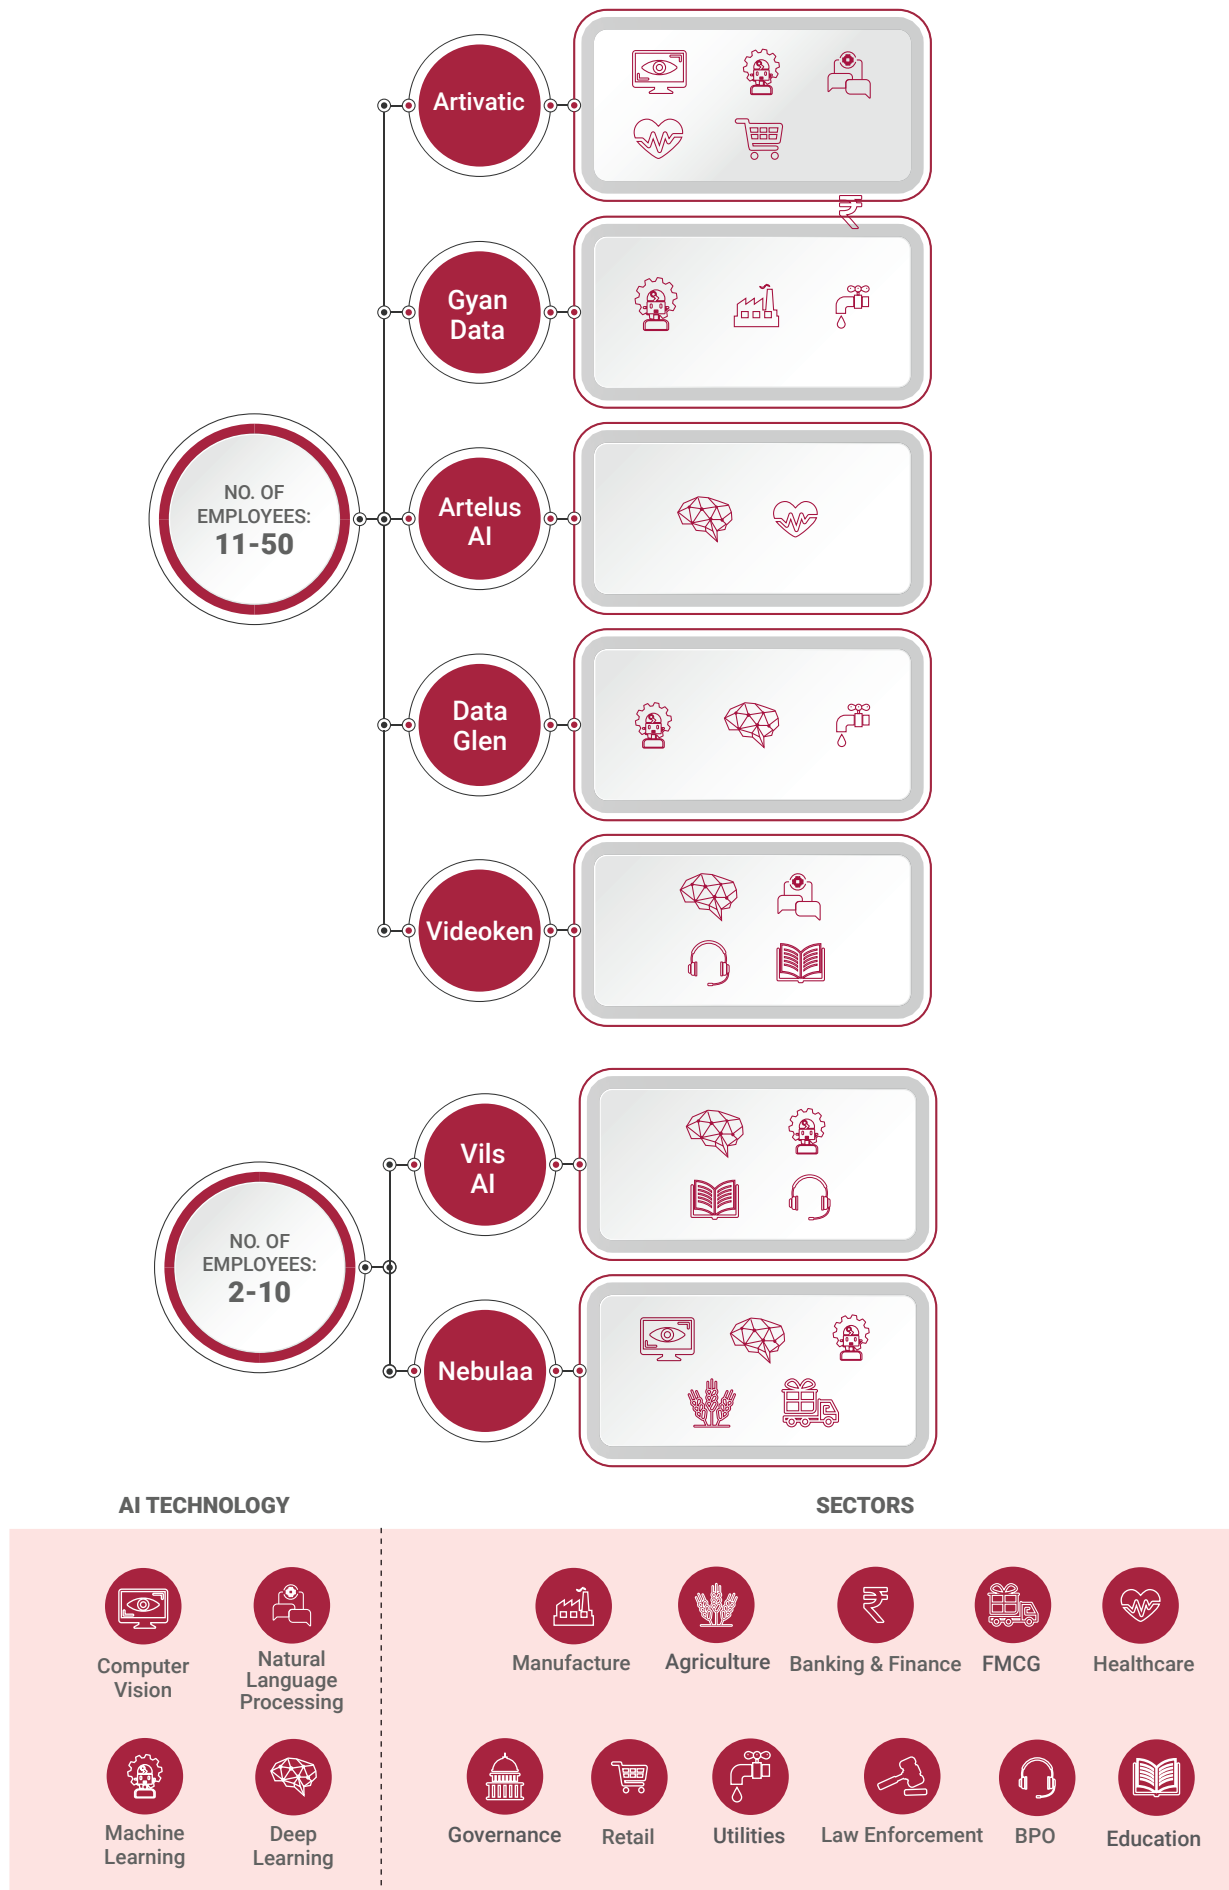 Artivatic
Gyan
Data
NO. OF
EMPLOYEES:
11-50
Artelus
AI
Data
Glen
Videoken
Vils
AI
NO. OF
EMPLOYEES:
2-10
Nebulaa
AI TECHNOLOGY
SECTORS
Computer
Vision
Natural
Language
Processing
Manufacture
Agriculture
Banking & Finance
FMCG
Healthcare
Machine
Learning
Deep
Learning
Governance
Retail
Utilities
Law Enforcement
BPO
Education